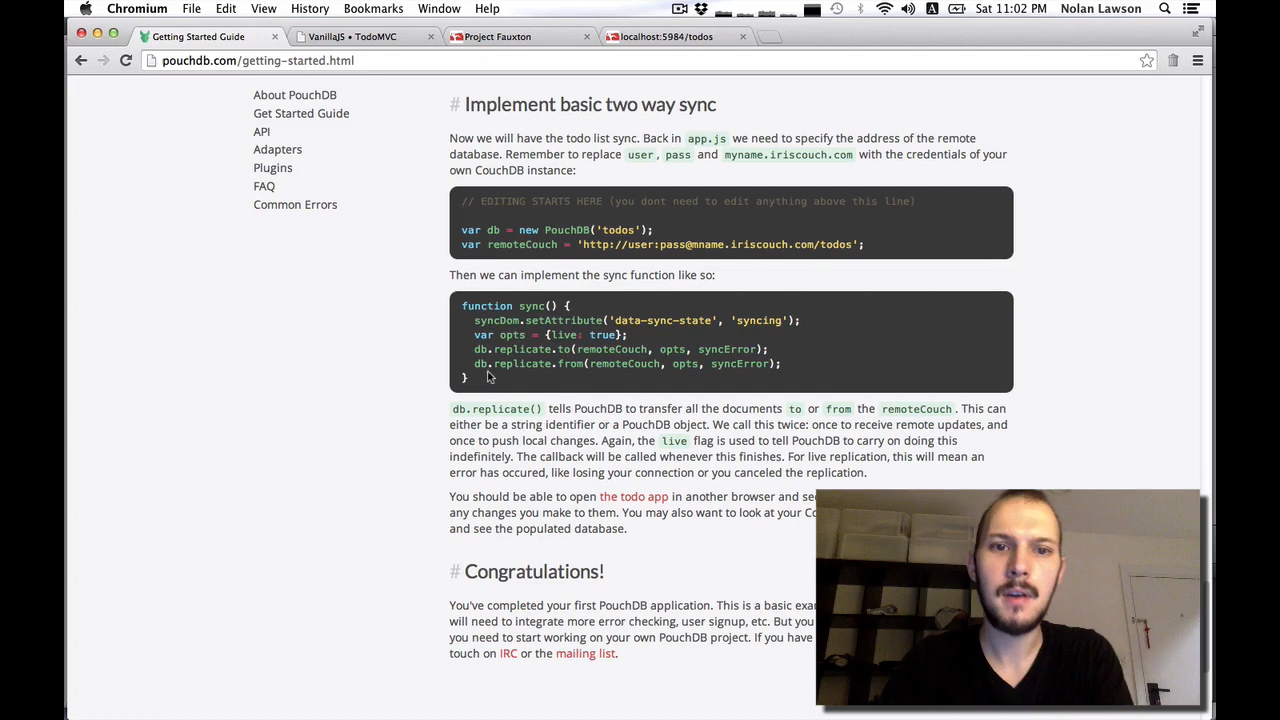 Chromium File Edit View History Bookmarks Window Help Sat 11:02 PM Nolan Lawson
Getting Started Guide VanillaJS • TodoMVC Project Fauxton localhost:5984/todos
pouchdb.com/getting-started.html
About PouchDB
Get Started Guide
API
Adapters
Plugins
FAQ
Common Errors
# Implement basic two way sync
Now we will have the todo list sync. Back in app.js we need to specify the address of the remote
database. Remember to replace user, pass and myname.iriscouch.com with the credentials of your
own CouchDB instance:
// EDITING STARTS HERE (you dont need to edit anything above this line)
var db = new PouchDB('todos');
var remoteCouch = 'http://user:pass@mname.iriscouch.com/todos';
Then we can implement the sync function like so:
function sync() {
syncDom.setAttribute('data-sync-state', 'syncing');
var opts = {live: true};
db.replicate.to(remoteCouch, opts, syncError);
db.replicate.from(remoteCouch, opts, syncError);
}
db.replicate() tells PouchDB to transfer all the documents to or from the remoteCouch. This can
either be a string identifier or a PouchDB object. We call this twice: once to receive remote updates, and
once to push local changes. Again, the live flag is used to tell PouchDB to carry on doing this
indefinitely. The callback will be called whenever this finishes. For live replication, this will mean an
error has occured, like losing your connection or you canceled the replication.
You should be able to open the todo app in another browser and see
any changes you make to them. You may also want to look at your Co
and see the populated database.
# Congratulations!
You've completed your first PouchDB application. This is a basic exa
will need to integrate more error checking, user signup, etc. But you
you need to start working on your own PouchDB project. If you have
touch on IRC or the mailing list.